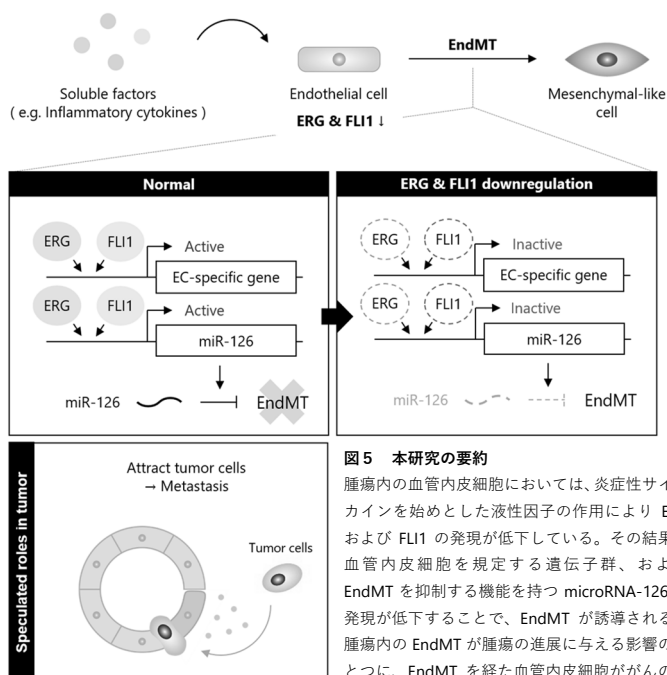 EndMT
Soluble factors
( e.g. Inflammatory cytokines )
Endothelial cell
ERG & FLI1 ↓
Mesenchymal-like
cell
Normal
ERG FLI1 Active
EC-specific gene
ERG FLI1 Active
miR-126
miR-126 EndMT
ERG & FLI1 downregulation
ERG FLI1 Inactive
EC-specific gene
ERG FLI1 Inactive
miR-126
miR-126 EndMT
Speculated roles in tumor
Attract tumor cells
→ Metastasis
Tumor cells
図5 本研究の要約
腫瘍内の血管内皮細胞においては、炎症性サイ
カインを始めとした液性因子の作用により E
および FLI1 の発現が低下している。その結果
血管内皮細胞を規定する遺伝子群、およ
EndMT を抑制する機能を持つ microRNA-126
発現が低下することで、EndMT が誘導される
腫瘍内の EndMT が腫瘍の進展に与える影響の
とつに、EndMT を経た血管内皮細胞ががんの